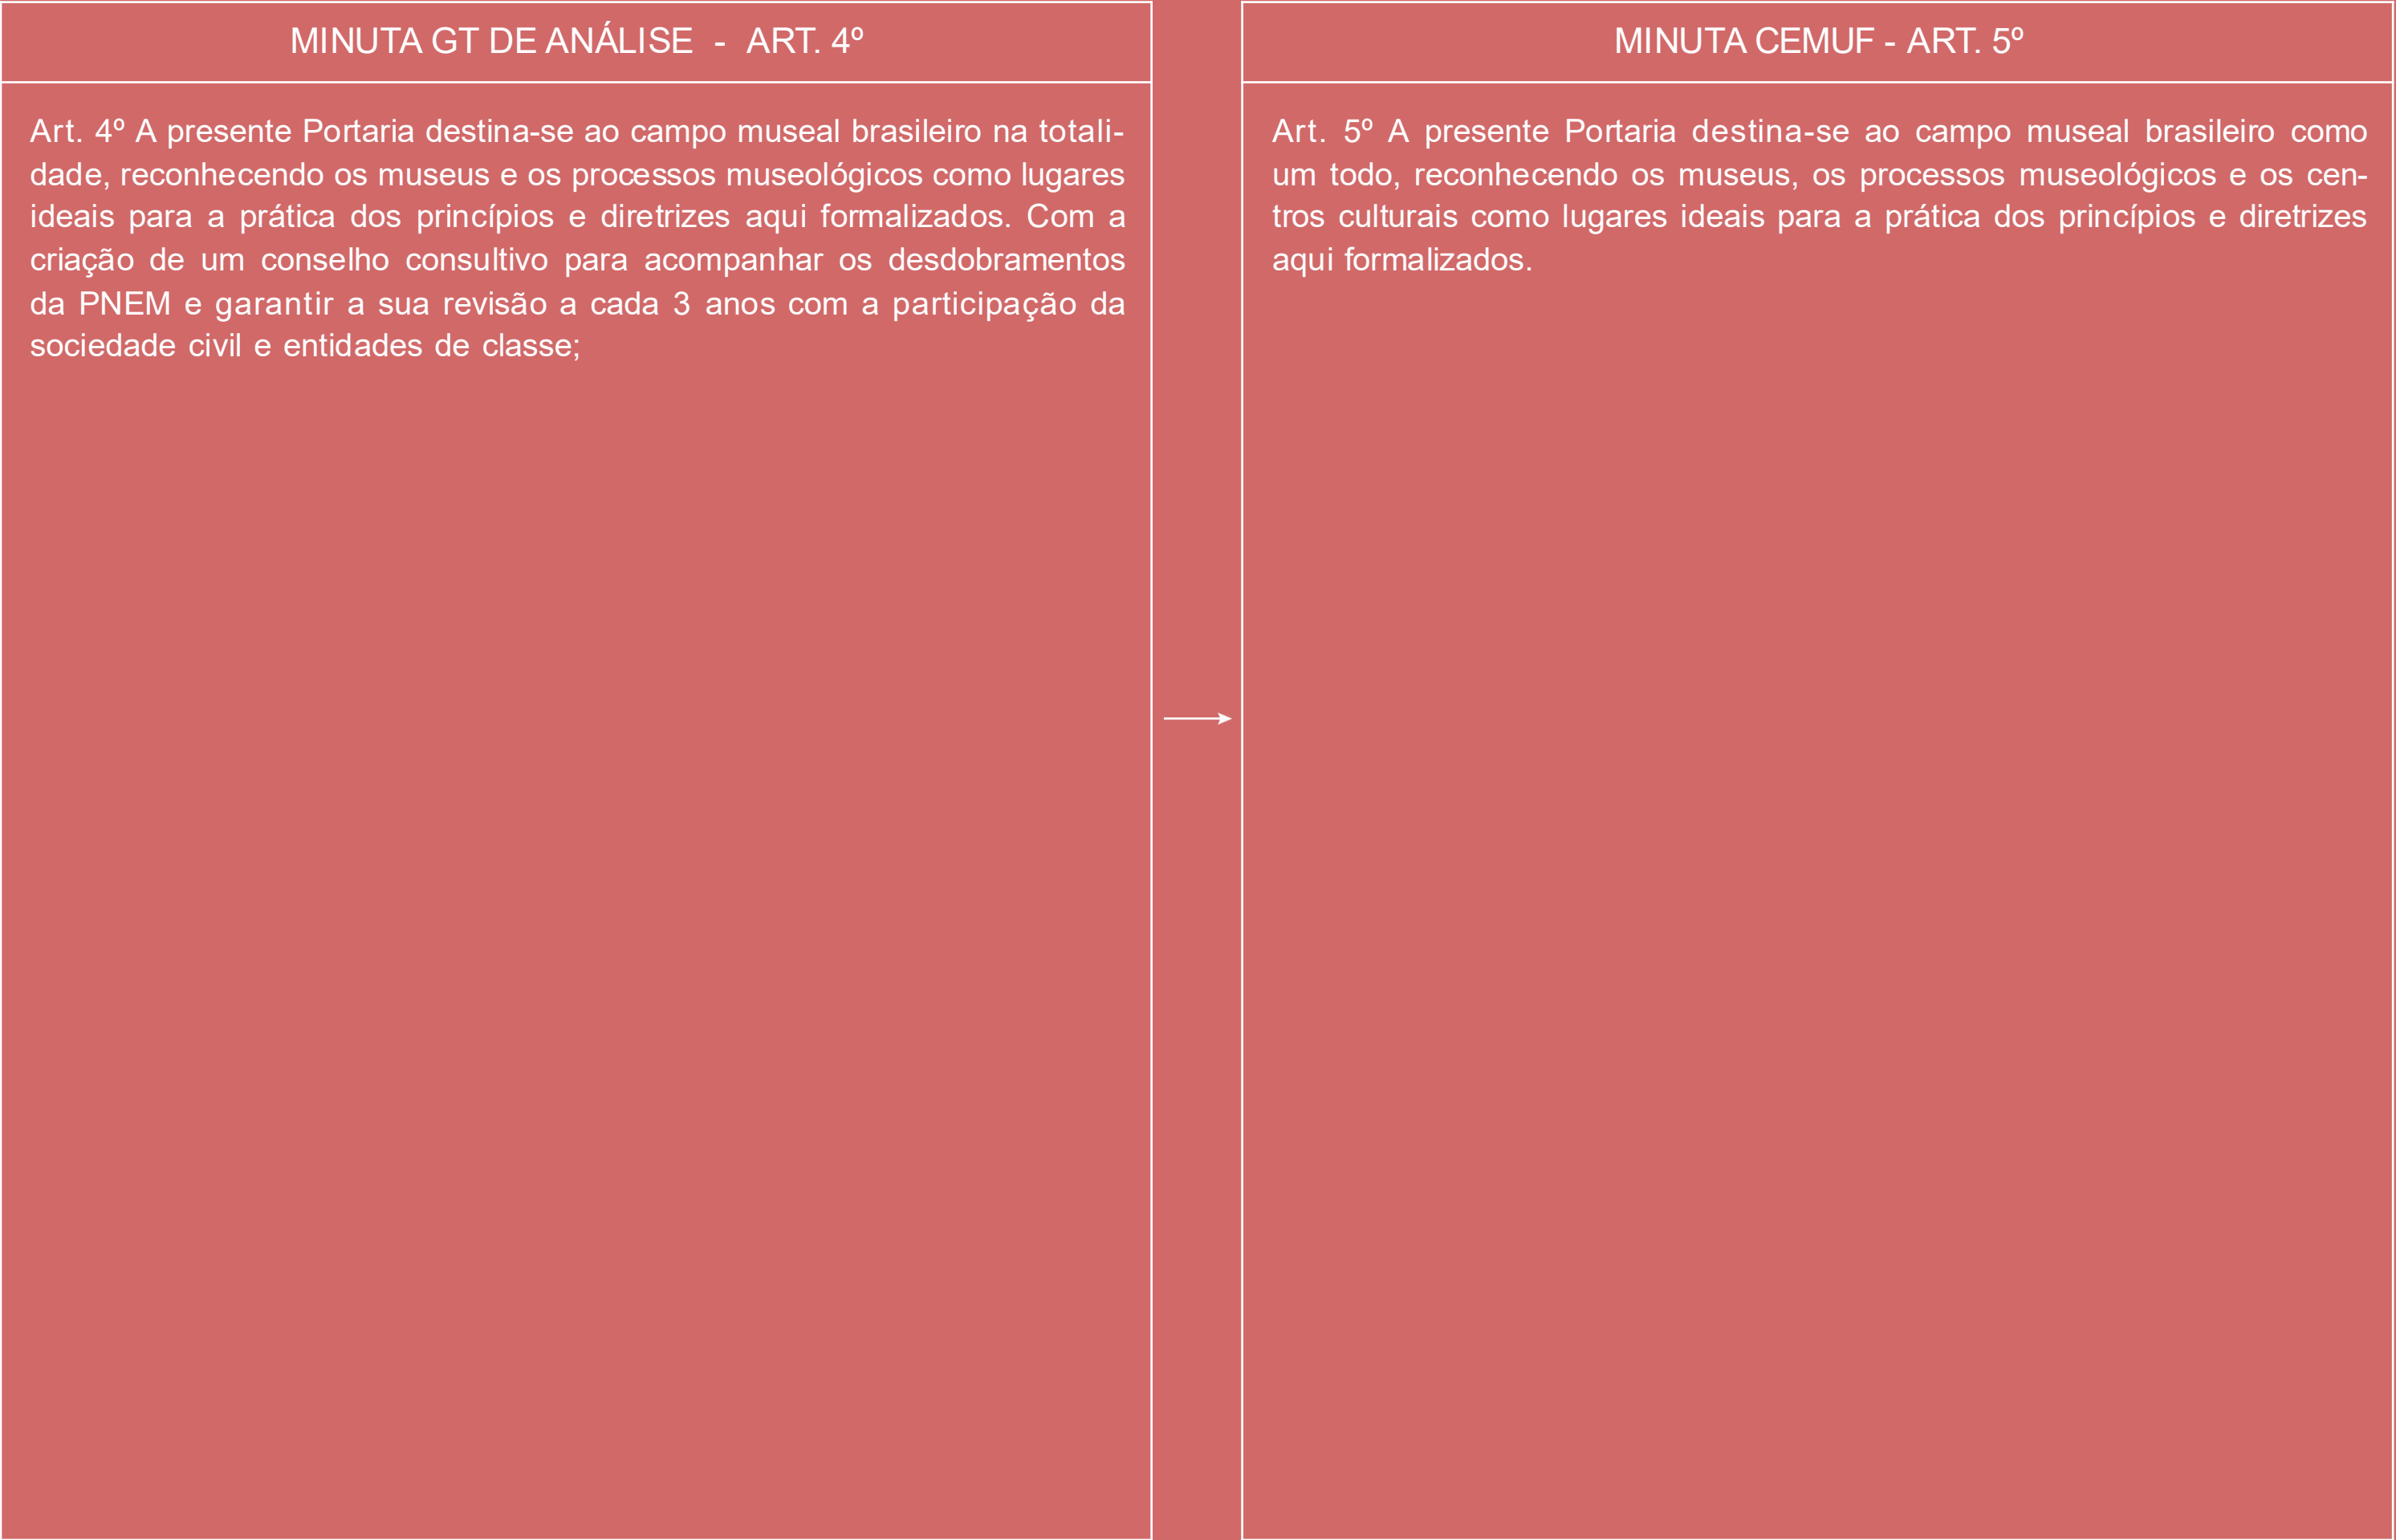 MINUTA GT DE ANÁLISE - ART. 4º
Art. 4º A presente Portaria destina-se ao campo museal brasileiro na totali-
dade, reconhecendo os museus e os processos museológicos como lugares
ideais para a prática dos princípios e diretrizes aqui formalizados. Com a
criação de um conselho consultivo para acompanhar os desdobramentos
da PNEM e garantir a sua revisão a cada 3 anos com a participação da
sociedade civil e entidades de classe;
MINUTA CEMUF - ART. 5º
Art. 5º A presente Portaria destina-se ao campo museal brasileiro como
um todo, reconhecendo os museus, os processos museológicos e os cen-
tros culturais como lugares ideais para a prática dos princípios e diretrizes
aqui formalizados.